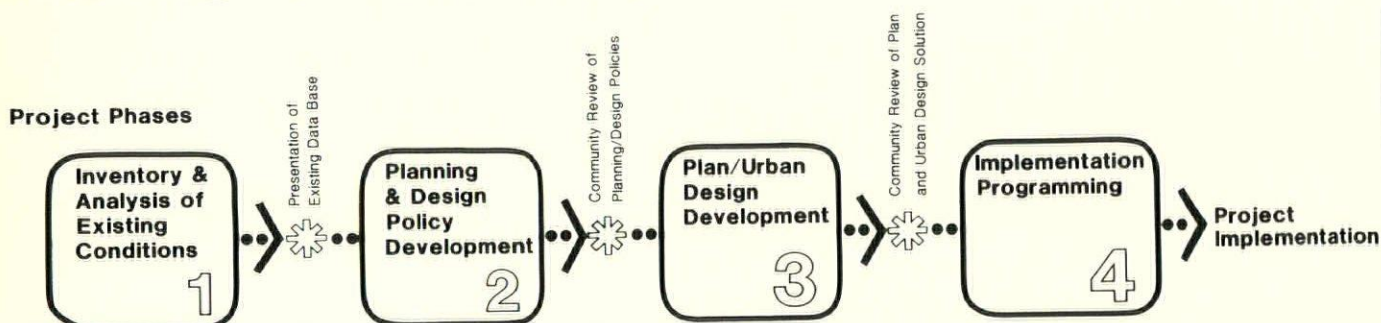 Project Phases
Inventory &
Analysis of
Existing
Conditions
1
Presentation of
Existing Data Base
Planning
& Design
Policy
Development
2
Community Review of
Planning/Design Policies
Plan/Urban
Design
Development
3
Community Review of Plan
and Urban Design Solution
Implementation
Programming
4
Project
Implementation